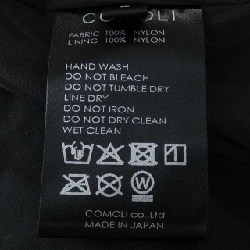 COMOLI
FABRIC 100% NYLON
LINING 100% NYLON
HAND WASH
DO NOT BLEACH
DO NOT TUMBLE DRY
LINE DRY
DO NOT IRON
DO NOT DRY CLEAN
WET CLEAN
W
COMOLI co., Ltd
MADE IN JAPAN